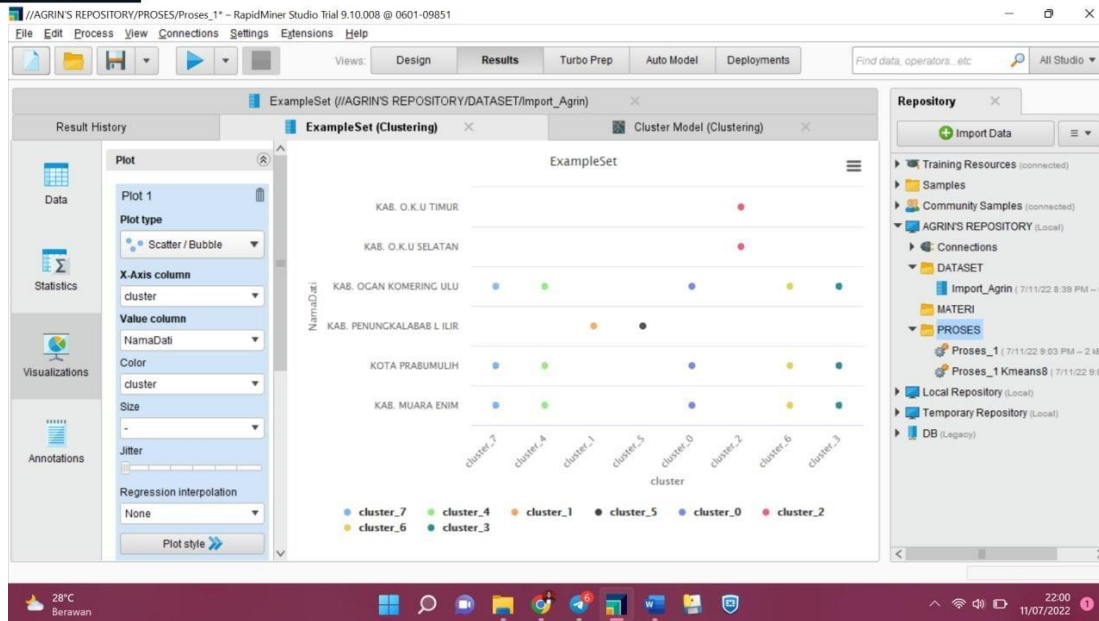 //AGRIN'S REPOSITORY/PROSES/Proses_1* – RapidMiner Studio Trial 9.10.008 @ 0601-09851
File Edit Process View Connections Settings Extensions Help
Views: Design Results Turbo Prep Auto Model Deployments
Find data, operators...etc
All Studio
ExampleSet (//AGRIN'S REPOSITORY/DATASET/Import_Agrin)
Result History
ExampleSet (Clustering)
Cluster Model (Clustering)
Data
Statistics
Visualizations
Annotations
Plot
Plot 1
Plot type
Scatter / Bubble
X-Axis column
cluster
Value column
NamaDati
Color
cluster
Size
-
Jitter
Regression interpolation
None
Plot style
ExampleSet
NamaDati
KAB. O.K.U TIMUR
KAB. O.K.U SELATAN
KAB. OGAN KOMERING ULU
KAB. PENUNGKALABAB L ILIR
KOTA PRABUMULIH
KAB. MUARA ENIM
cluster_7 cluster_4 cluster_1 cluster_5 cluster_0 cluster_2 cluster_6 cluster_3
cluster
cluster_7 cluster_4 cluster_1 cluster_5 cluster_0 cluster_2
cluster_6 cluster_3
Repository
Import Data
Training Resources (connected)
Samples
Community Samples (connected)
AGRIN'S REPOSITORY (Local)
Connections
DATASET
Import_Agrin (7/11/22 8:39 PM –
MATERI
PROSES
Proses_1 (7/11/22 9:03 PM – 2 kB
Proses_1 Kmeans8 (7/11/22 9:0
Local Repository (Local)
Temporary Repository (Local)
DB (Legacy)
28°C
Berawan
6
22:00
11/07/2022
1